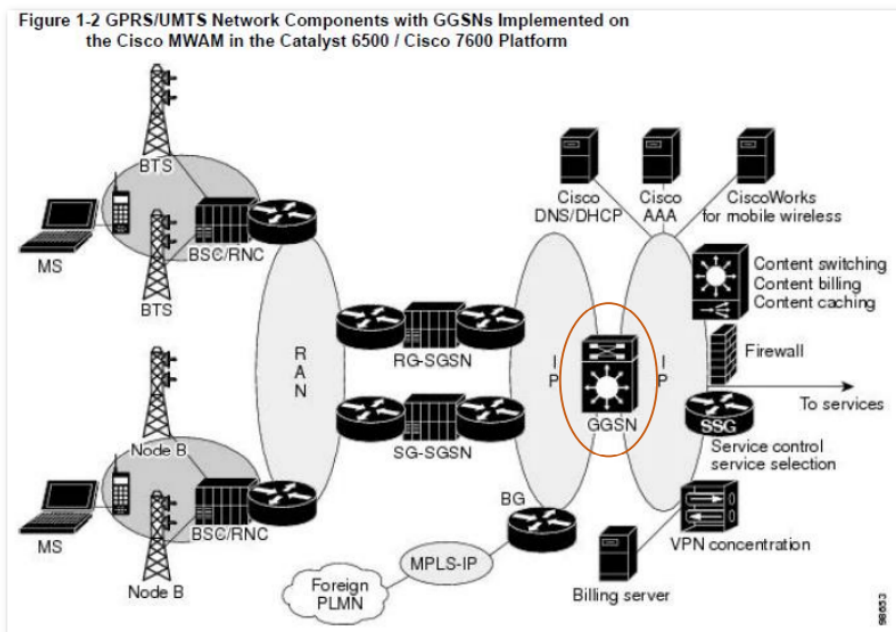 Figure 1-2 GPRS/UMTS Network Components with GGSNs Implemented on
the Cisco MWAM in the Catalyst 6500 / Cisco 7600 Platform
BTS
MS
BSC/RNC
BTS
Cisco
DNS/DHCP
Cisco
AAA
CiscoWorks
for mobile wireless
Content switching
Content billing
Content caching
RAN
RG-SGSN
IP
GGSN
IP
Firewall
To services
SG-SGSN
SSG
Service control
service selection
Node B
MS
BSC/RNC
Node B
BG
MPLS-IP
Foreign
PLMN
VPN concentration
Billing server
98653